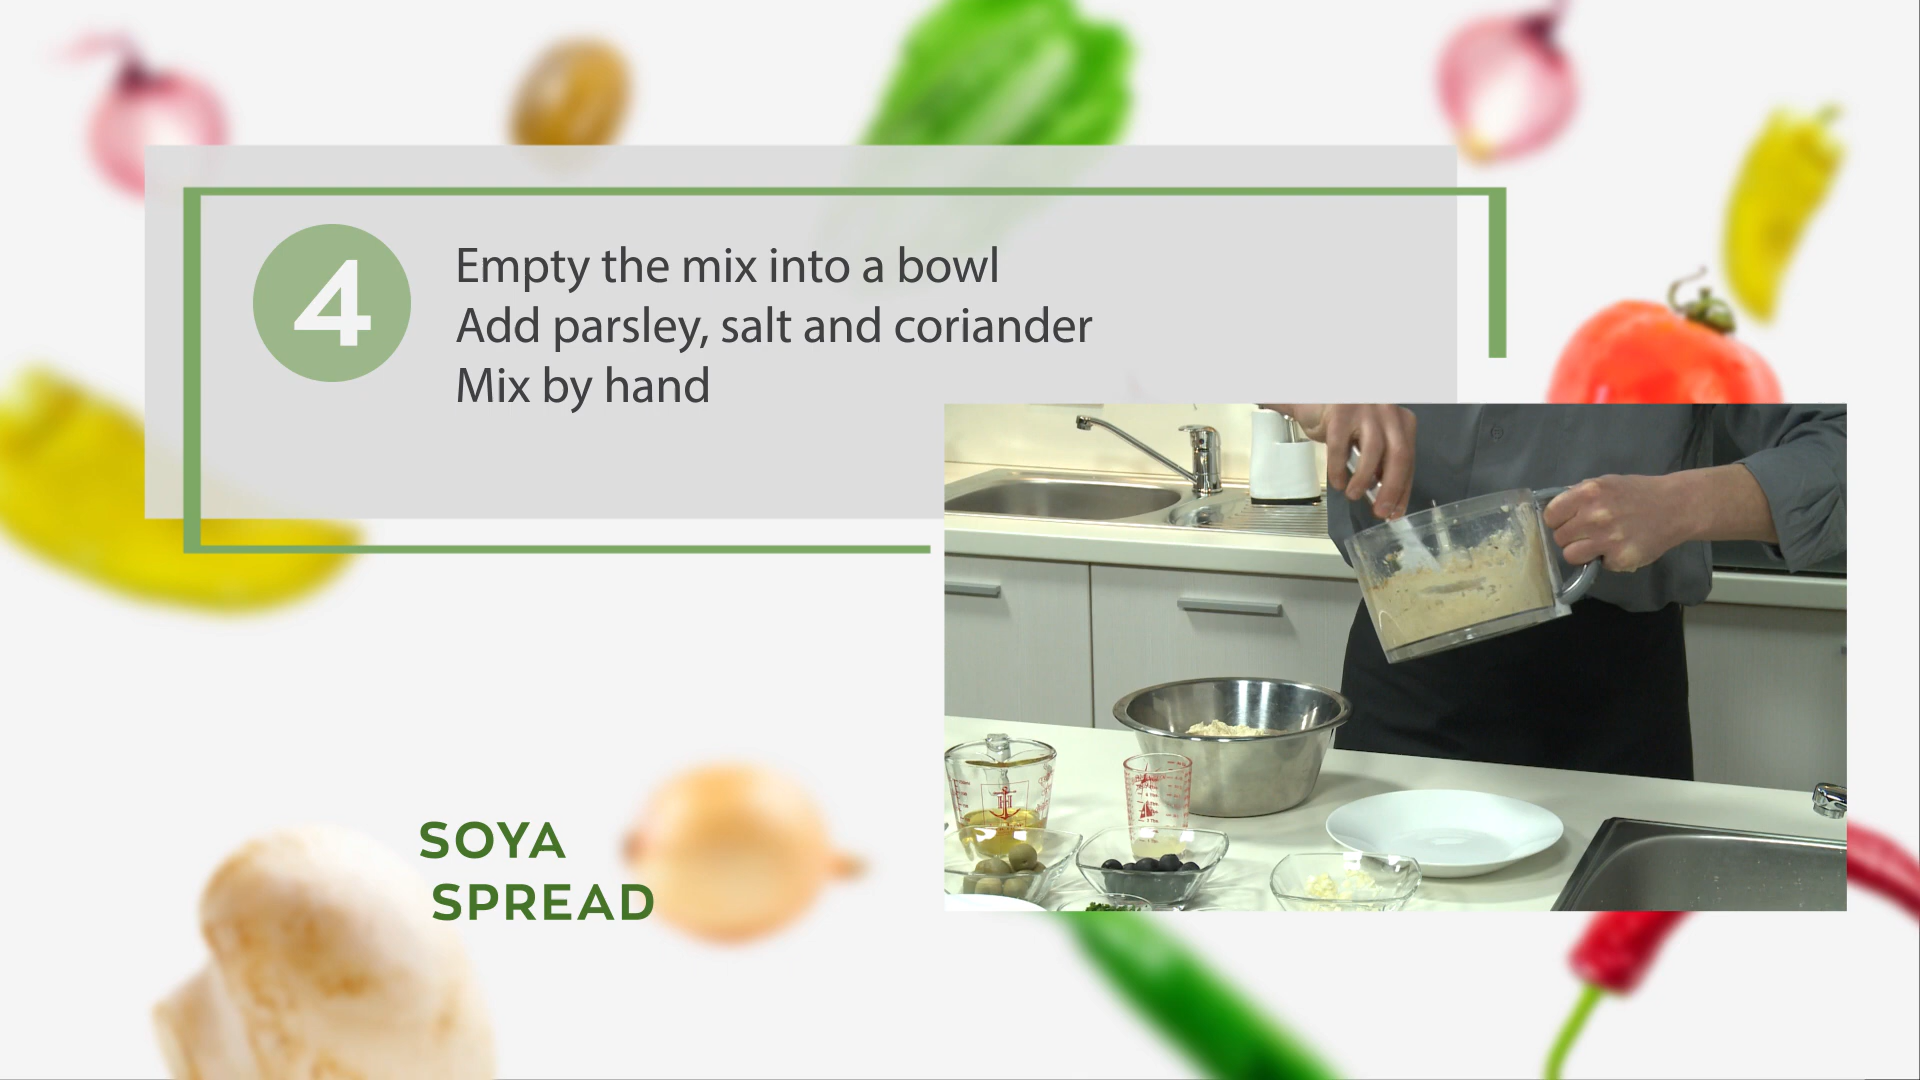 4
Empty the mix into a bowl
Add parsley, salt and coriander
Mix by hand
SOYA
SPREAD